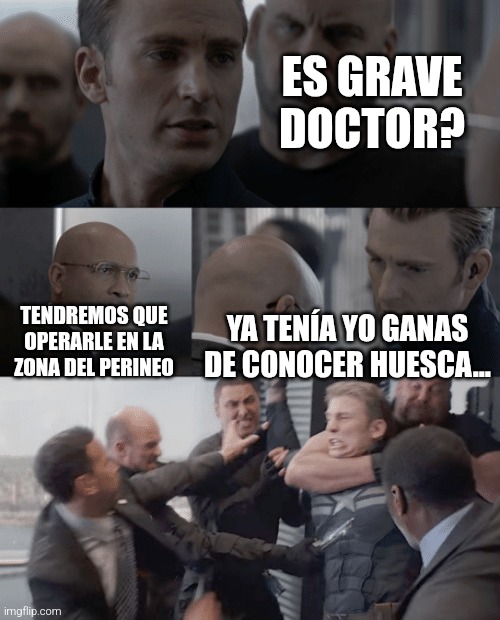 ES GRAVE
DOCTOR?
TENDREMOS QUE
OPERARLE EN LA
ZONA DEL PERINEO
YA TENÍA YO GANAS
DE CONOCER HUESCA...
imgflip.com